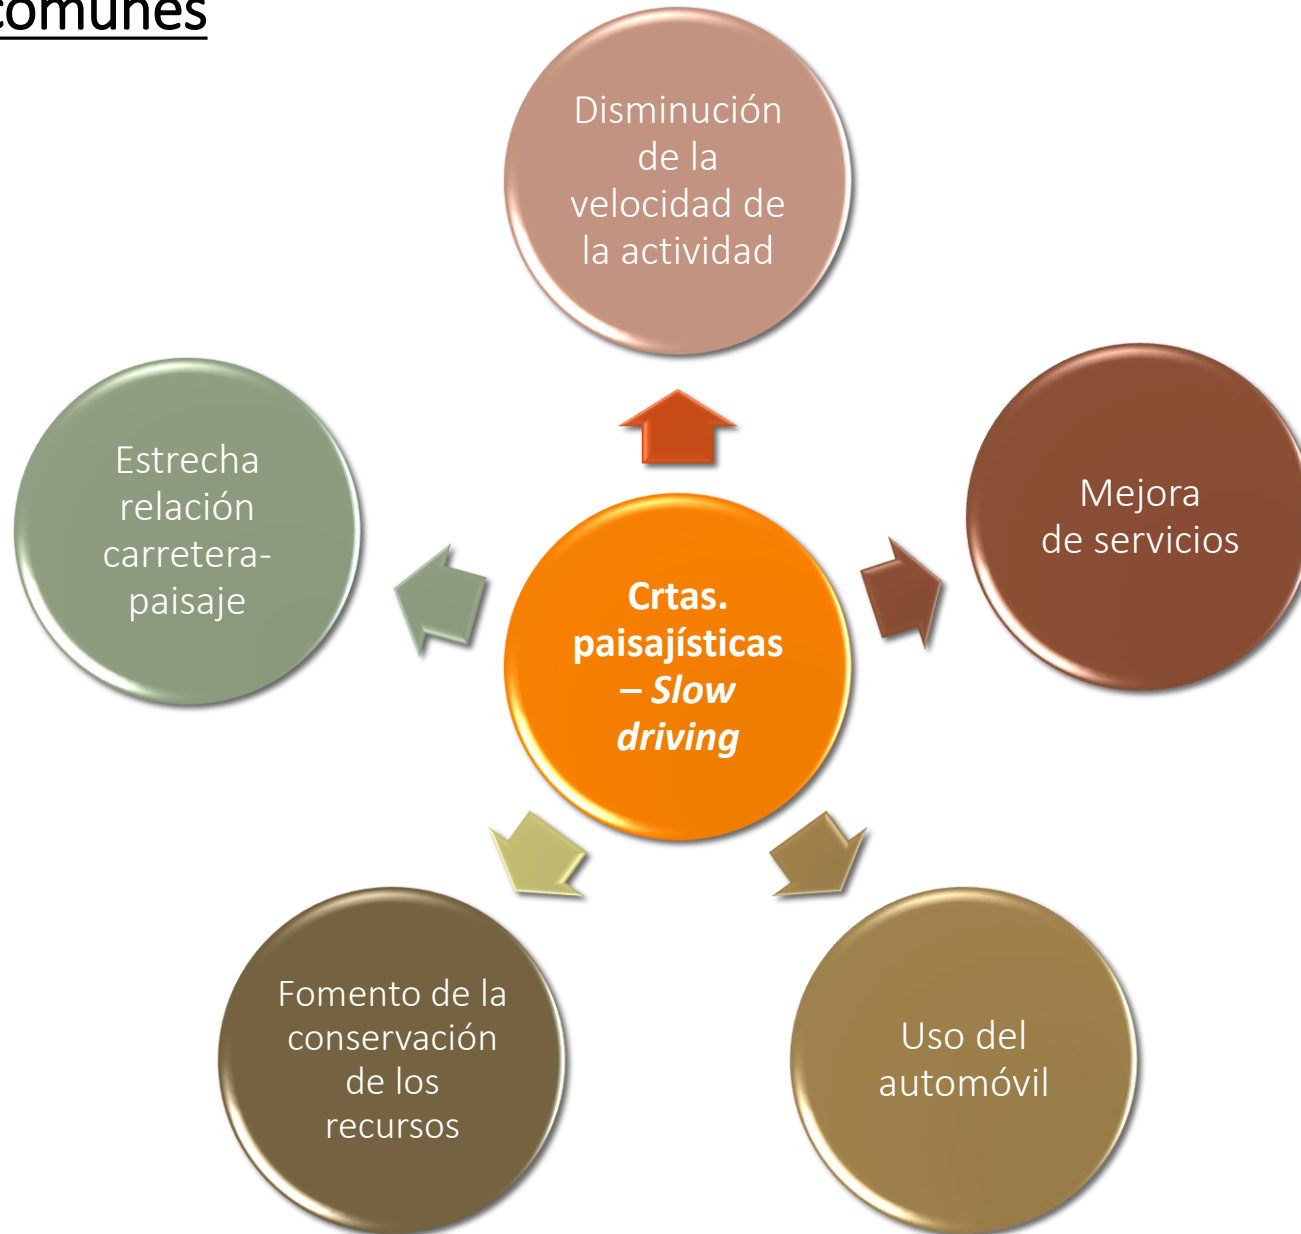 comunes
Disminución
de la
velocidad de
la actividad
Mejora
de servicios
Uso del
automóvil
Fomento de la
conservación
de los
recursos
Estrecha
relación
carretera-
paisaje
Crtas.
paisajísticas
– Slow
driving